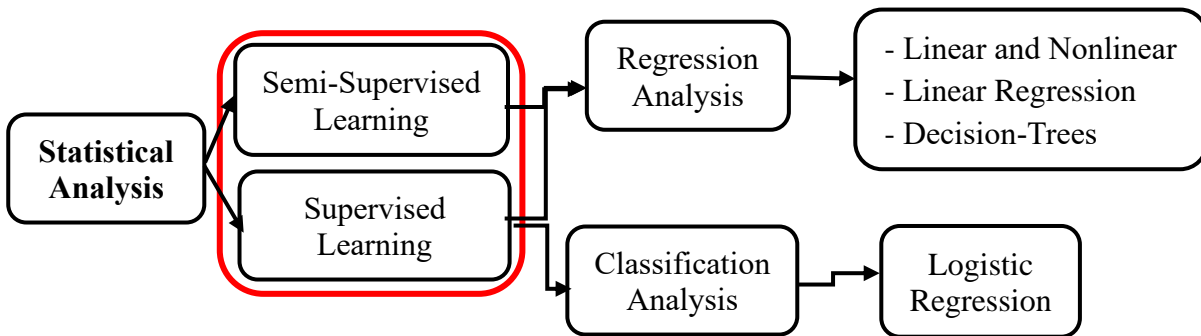 Statistical
Analysis
Semi-Supervised
Learning
Supervised
Learning
Regression
Analysis
- Linear and Nonlinear
- Linear Regression
- Decision-Trees
Classification
Analysis
Logistic
Regression